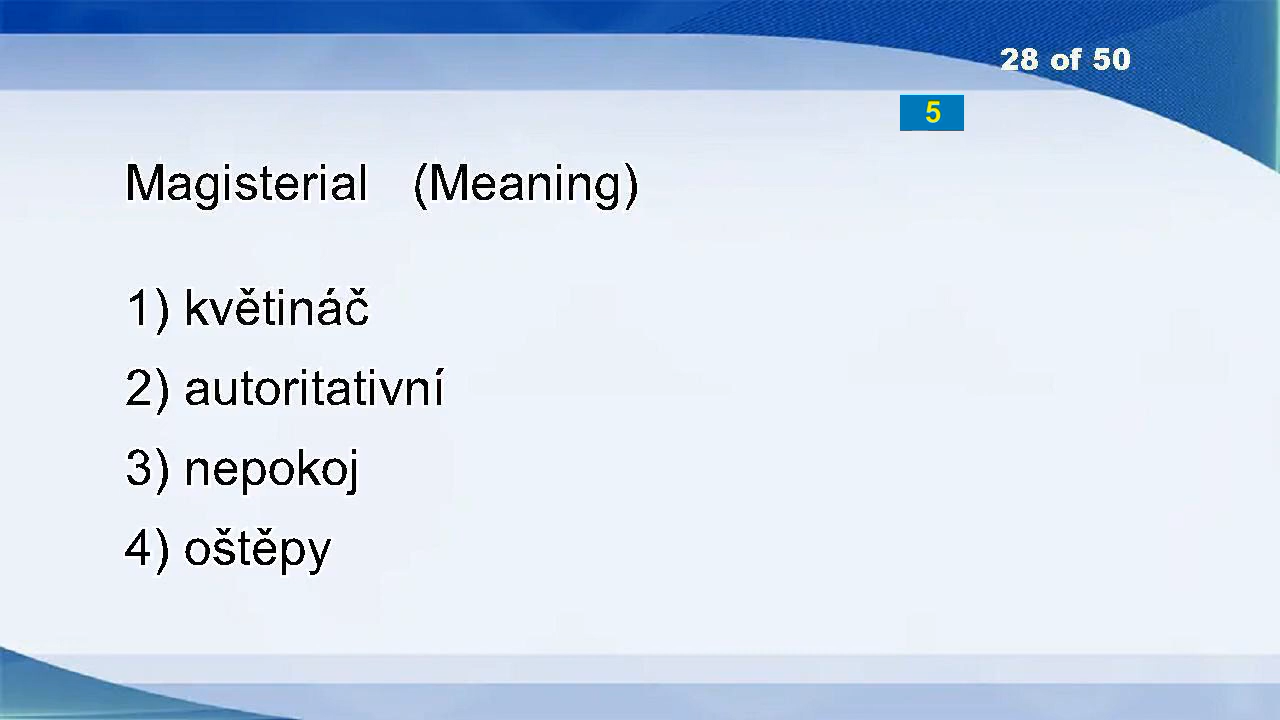 28 of 50
5
Magisterial (Meaning)
1) květináč
2) autoritativní
3) nepokoj
4) oštěpy